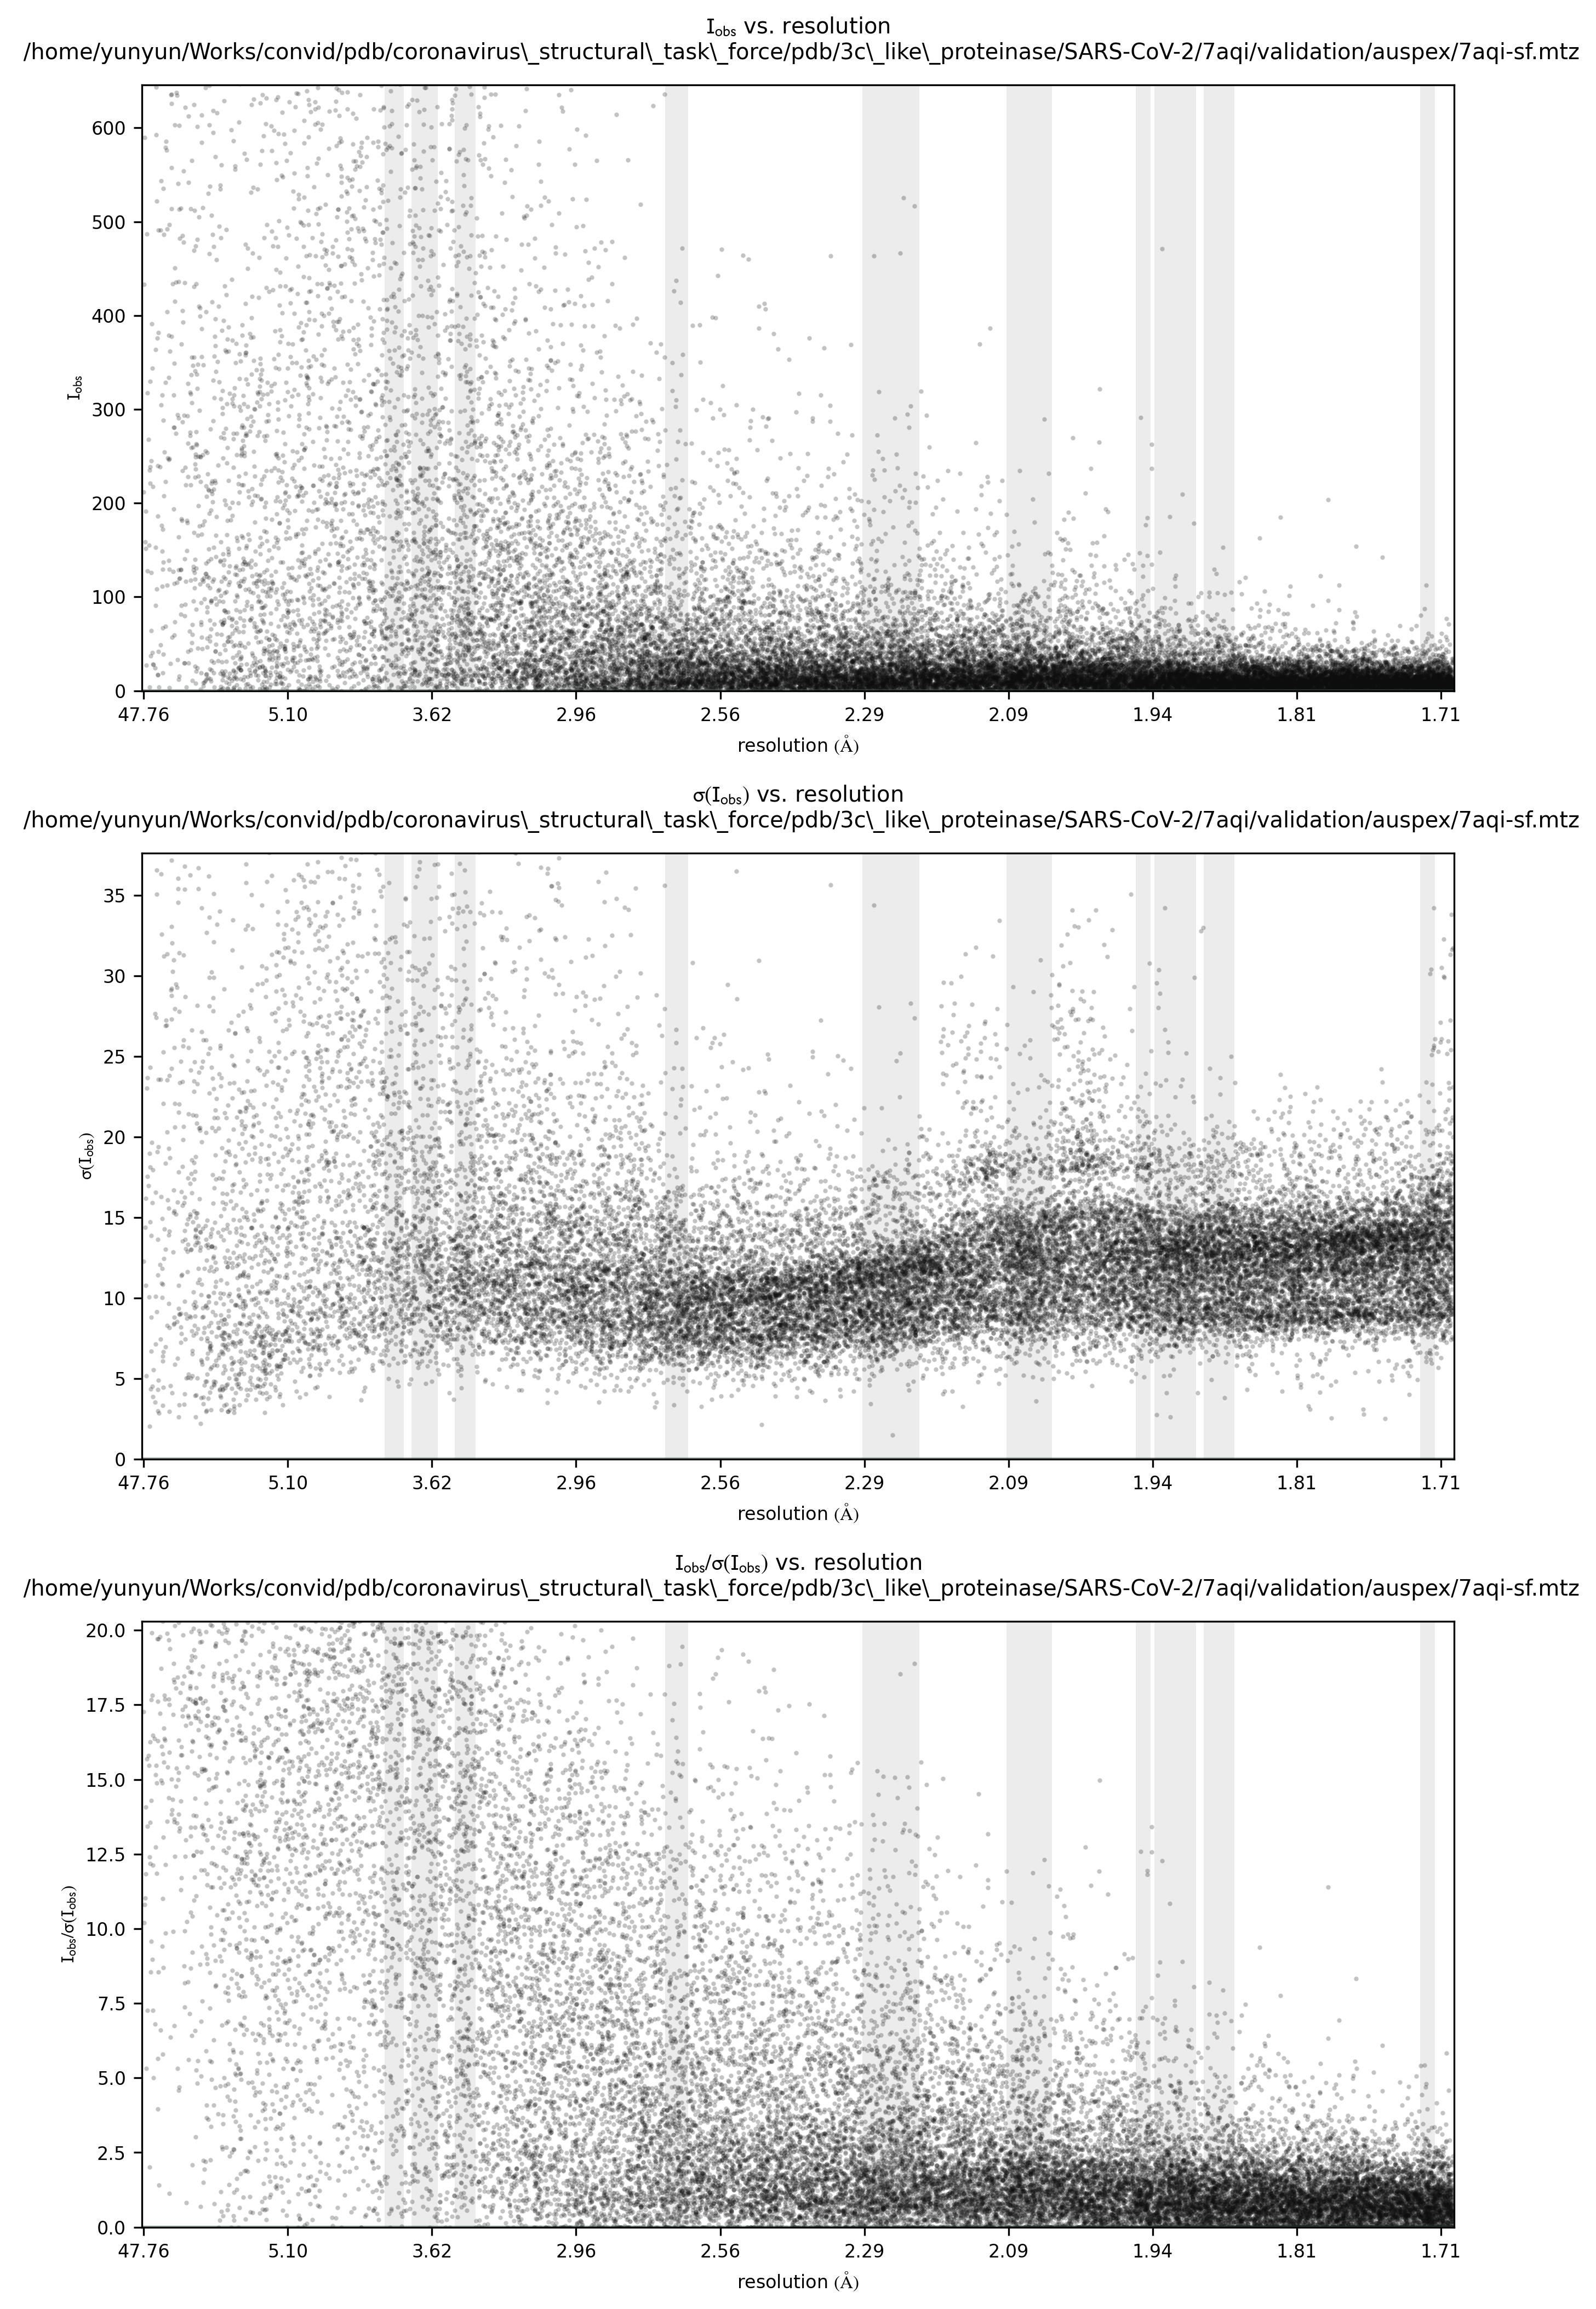 I_obs vs. resolution
/home/yunyun/Works/convid/pdb/coronavirus\_structural\_task\_force/pdb/3c\_like\_proteinase/SARS-CoV-2/7aqi/validation/auspex/7aqi-sf.mtz
600
500
400
300
200
100
0
I_obs
47.76 5.10 3.62 2.96 2.56 2.29 2.09 1.94 1.81 1.71
resolution (Å)
σ(I_obs) vs. resolution
/home/yunyun/Works/convid/pdb/coronavirus\_structural\_task\_force/pdb/3c\_like\_proteinase/SARS-CoV-2/7aqi/validation/auspex/7aqi-sf.mtz
35
30
25
20
15
10
5
0
σ(I_obs)
47.76 5.10 3.62 2.96 2.56 2.29 2.09 1.94 1.81 1.71
resolution (Å)
I_obs/σ(I_obs) vs. resolution
/home/yunyun/Works/convid/pdb/coronavirus\_structural\_task\_force/pdb/3c\_like\_proteinase/SARS-CoV-2/7aqi/validation/auspex/7aqi-sf.mtz
20.0
17.5
15.0
12.5
10.0
7.5
5.0
2.5
0.0
I_obs/σ(I_obs)
47.76 5.10 3.62 2.96 2.56 2.29 2.09 1.94 1.81 1.71
resolution (Å)